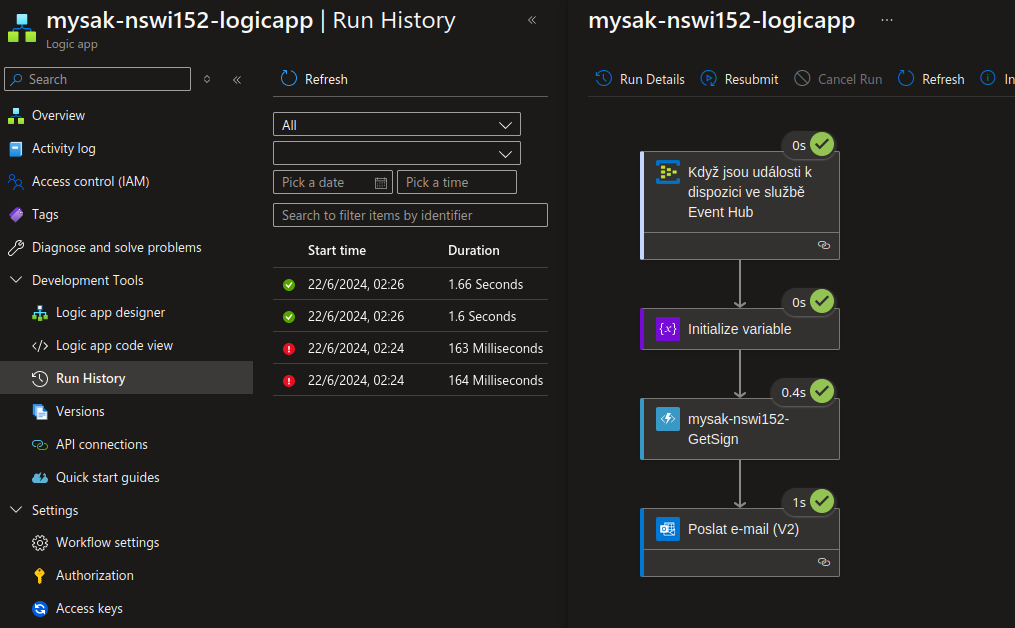 mysak-nswi152-logicapp | Run History
Logic app
Search
Overview
Activity log
Access control (IAM)
Tags
Diagnose and solve problems
Development Tools
Logic app designer
Logic app code view
Run History
Versions
API connections
Quick start guides
Settings
Workflow settings
Authorization
Access keys
Refresh
All
Pick a date
Pick a time
Search to filter items by identifier
Start time Duration
22/6/2024, 02:26 1.66 Seconds
22/6/2024, 02:26 1.6 Seconds
22/6/2024, 02:24 163 Milliseconds
22/6/2024, 02:24 164 Milliseconds
mysak-nswi152-logicapp ...
Run Details Resubmit Cancel Run Refresh In
0s
Když jsou události k
dispozici ve službě
Event Hub
0s
{x} Initialize variable
0.4s
mysak-nswi152-
GetSign
1s
Poslat e-mail (V2)